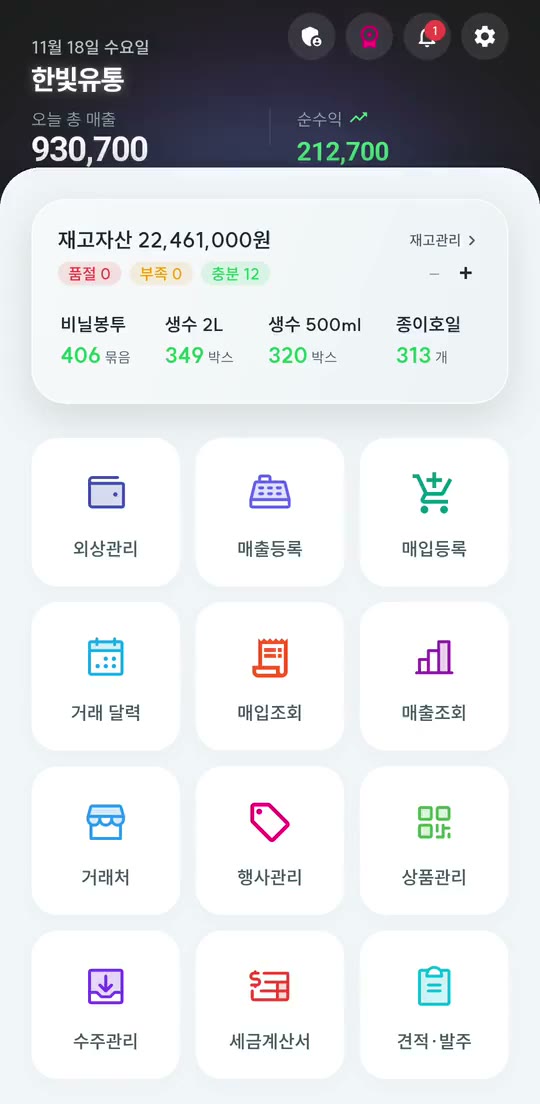 11월 18일 수요일
1
한빛유통
오늘 총 매출
순수익
930,700
212,700
재고자산 22,461,000원
재고관리 >
품절 0 부족 0 충분 12
− +
비닐봉투 생수 2L 생수 500ml 종이호일
406 묶음 349 박스 320 박스 313 개
외상관리 매출등록 매입등록
거래 달력 매입조회 매출조회
거래처 행사관리 상품관리
수주관리 세금계산서 견적·발주